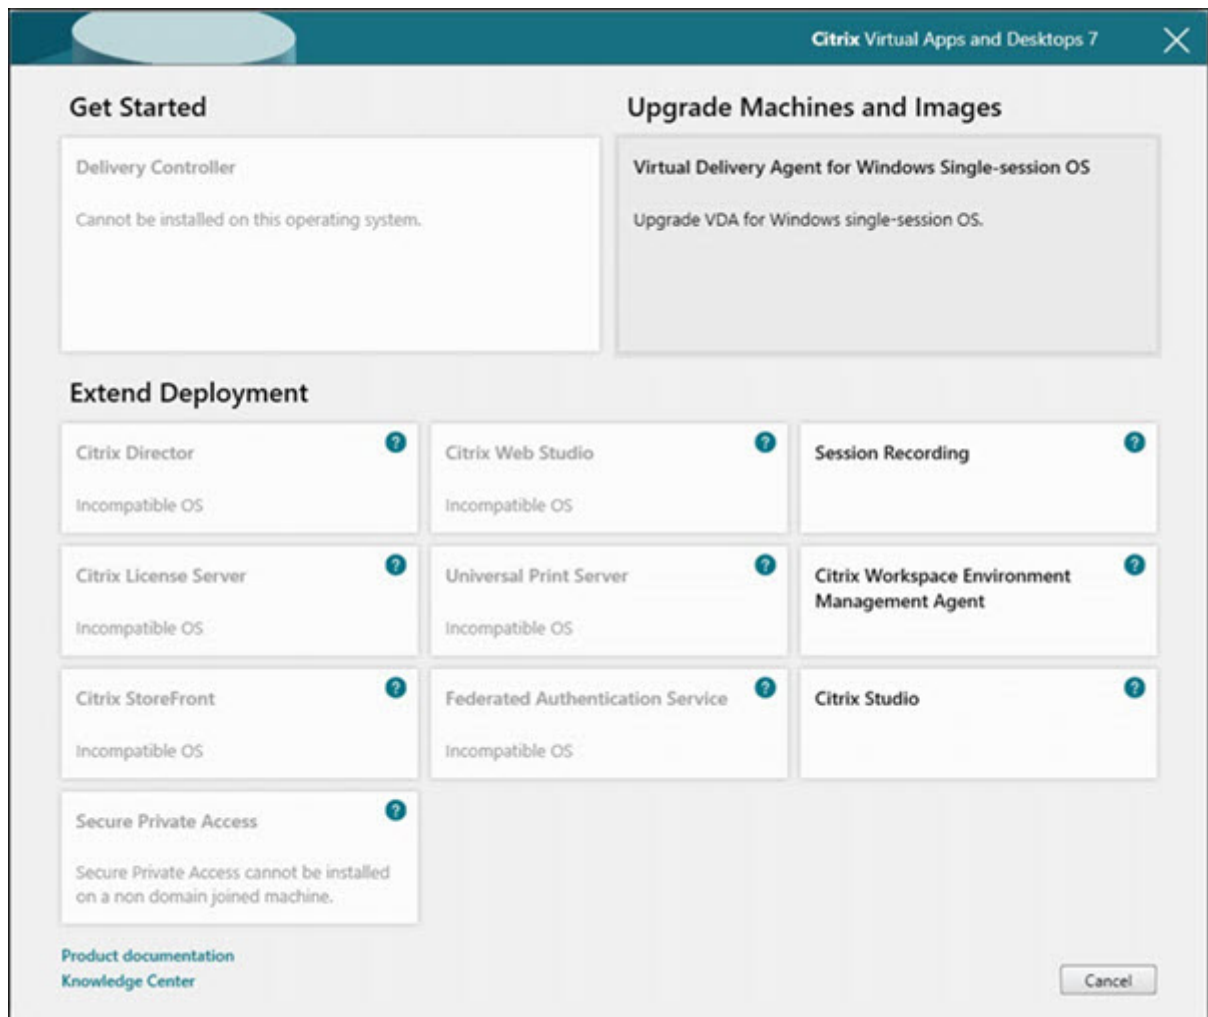 Citrix Virtual Apps and Desktops 7
Get Started
Delivery Controller
Cannot be installed on this operating system.
Upgrade Machines and Images
Virtual Delivery Agent for Windows Single-session OS
Upgrade VDA for Windows single-session OS.
Extend Deployment
Citrix Director
?
Incompatible OS
Citrix Web Studio
?
Incompatible OS
Session Recording
?
Citrix License Server
?
Incompatible OS
Universal Print Server
?
Incompatible OS
Citrix Workspace Environment
Management Agent
?
Citrix StoreFront
?
Incompatible OS
Federated Authentication Service
?
Incompatible OS
Citrix Studio
?
Secure Private Access
?
Secure Private Access cannot be installed
on a non domain joined machine.
Product documentation
Knowledge Center
Cancel